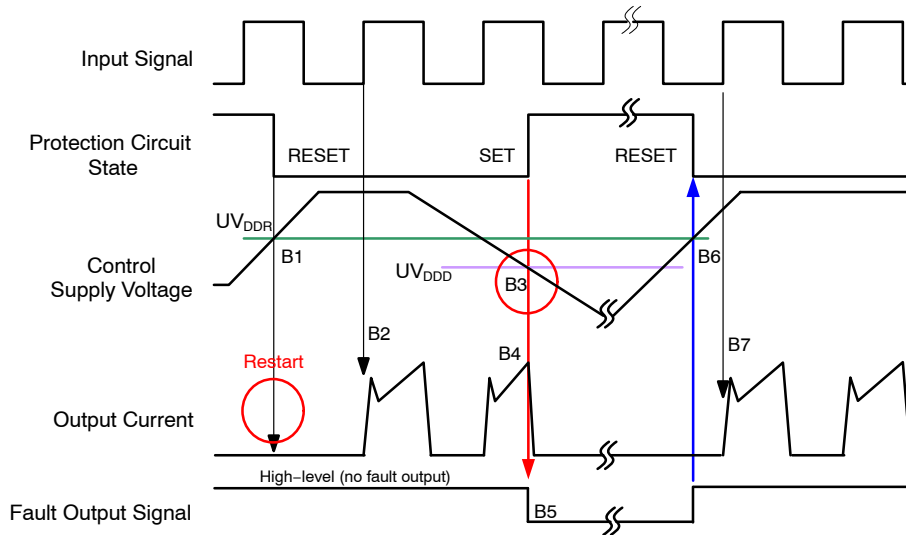 Input Signal
Protection Circuit
State
RESET
SET
RESET
UVDDR
B1
Control
Supply Voltage
UVDDD
B3
B6
B2
B4
B7
Restart
Output Current
High−level (no fault output)
Fault Output Signal
B5